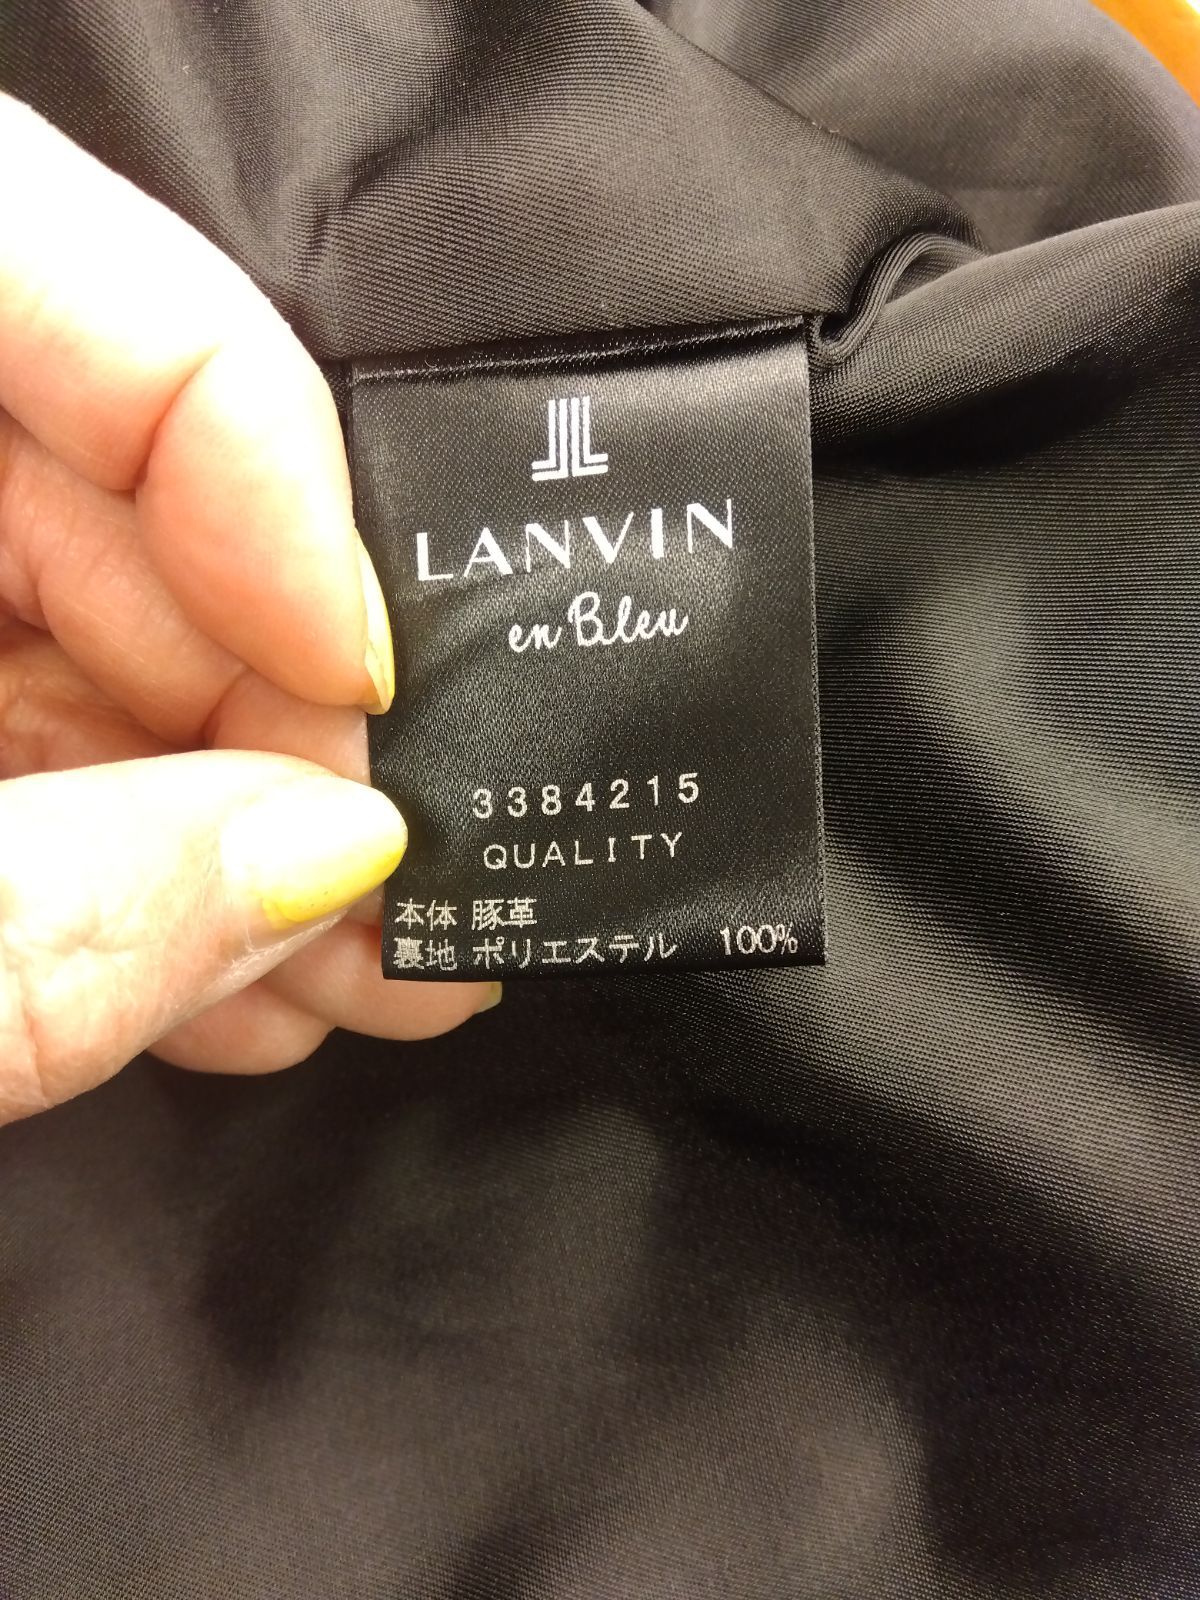 LANVIN
en Bleu
3384215
QUALITY
本体 豚革
裏地 ポリエステル 100%